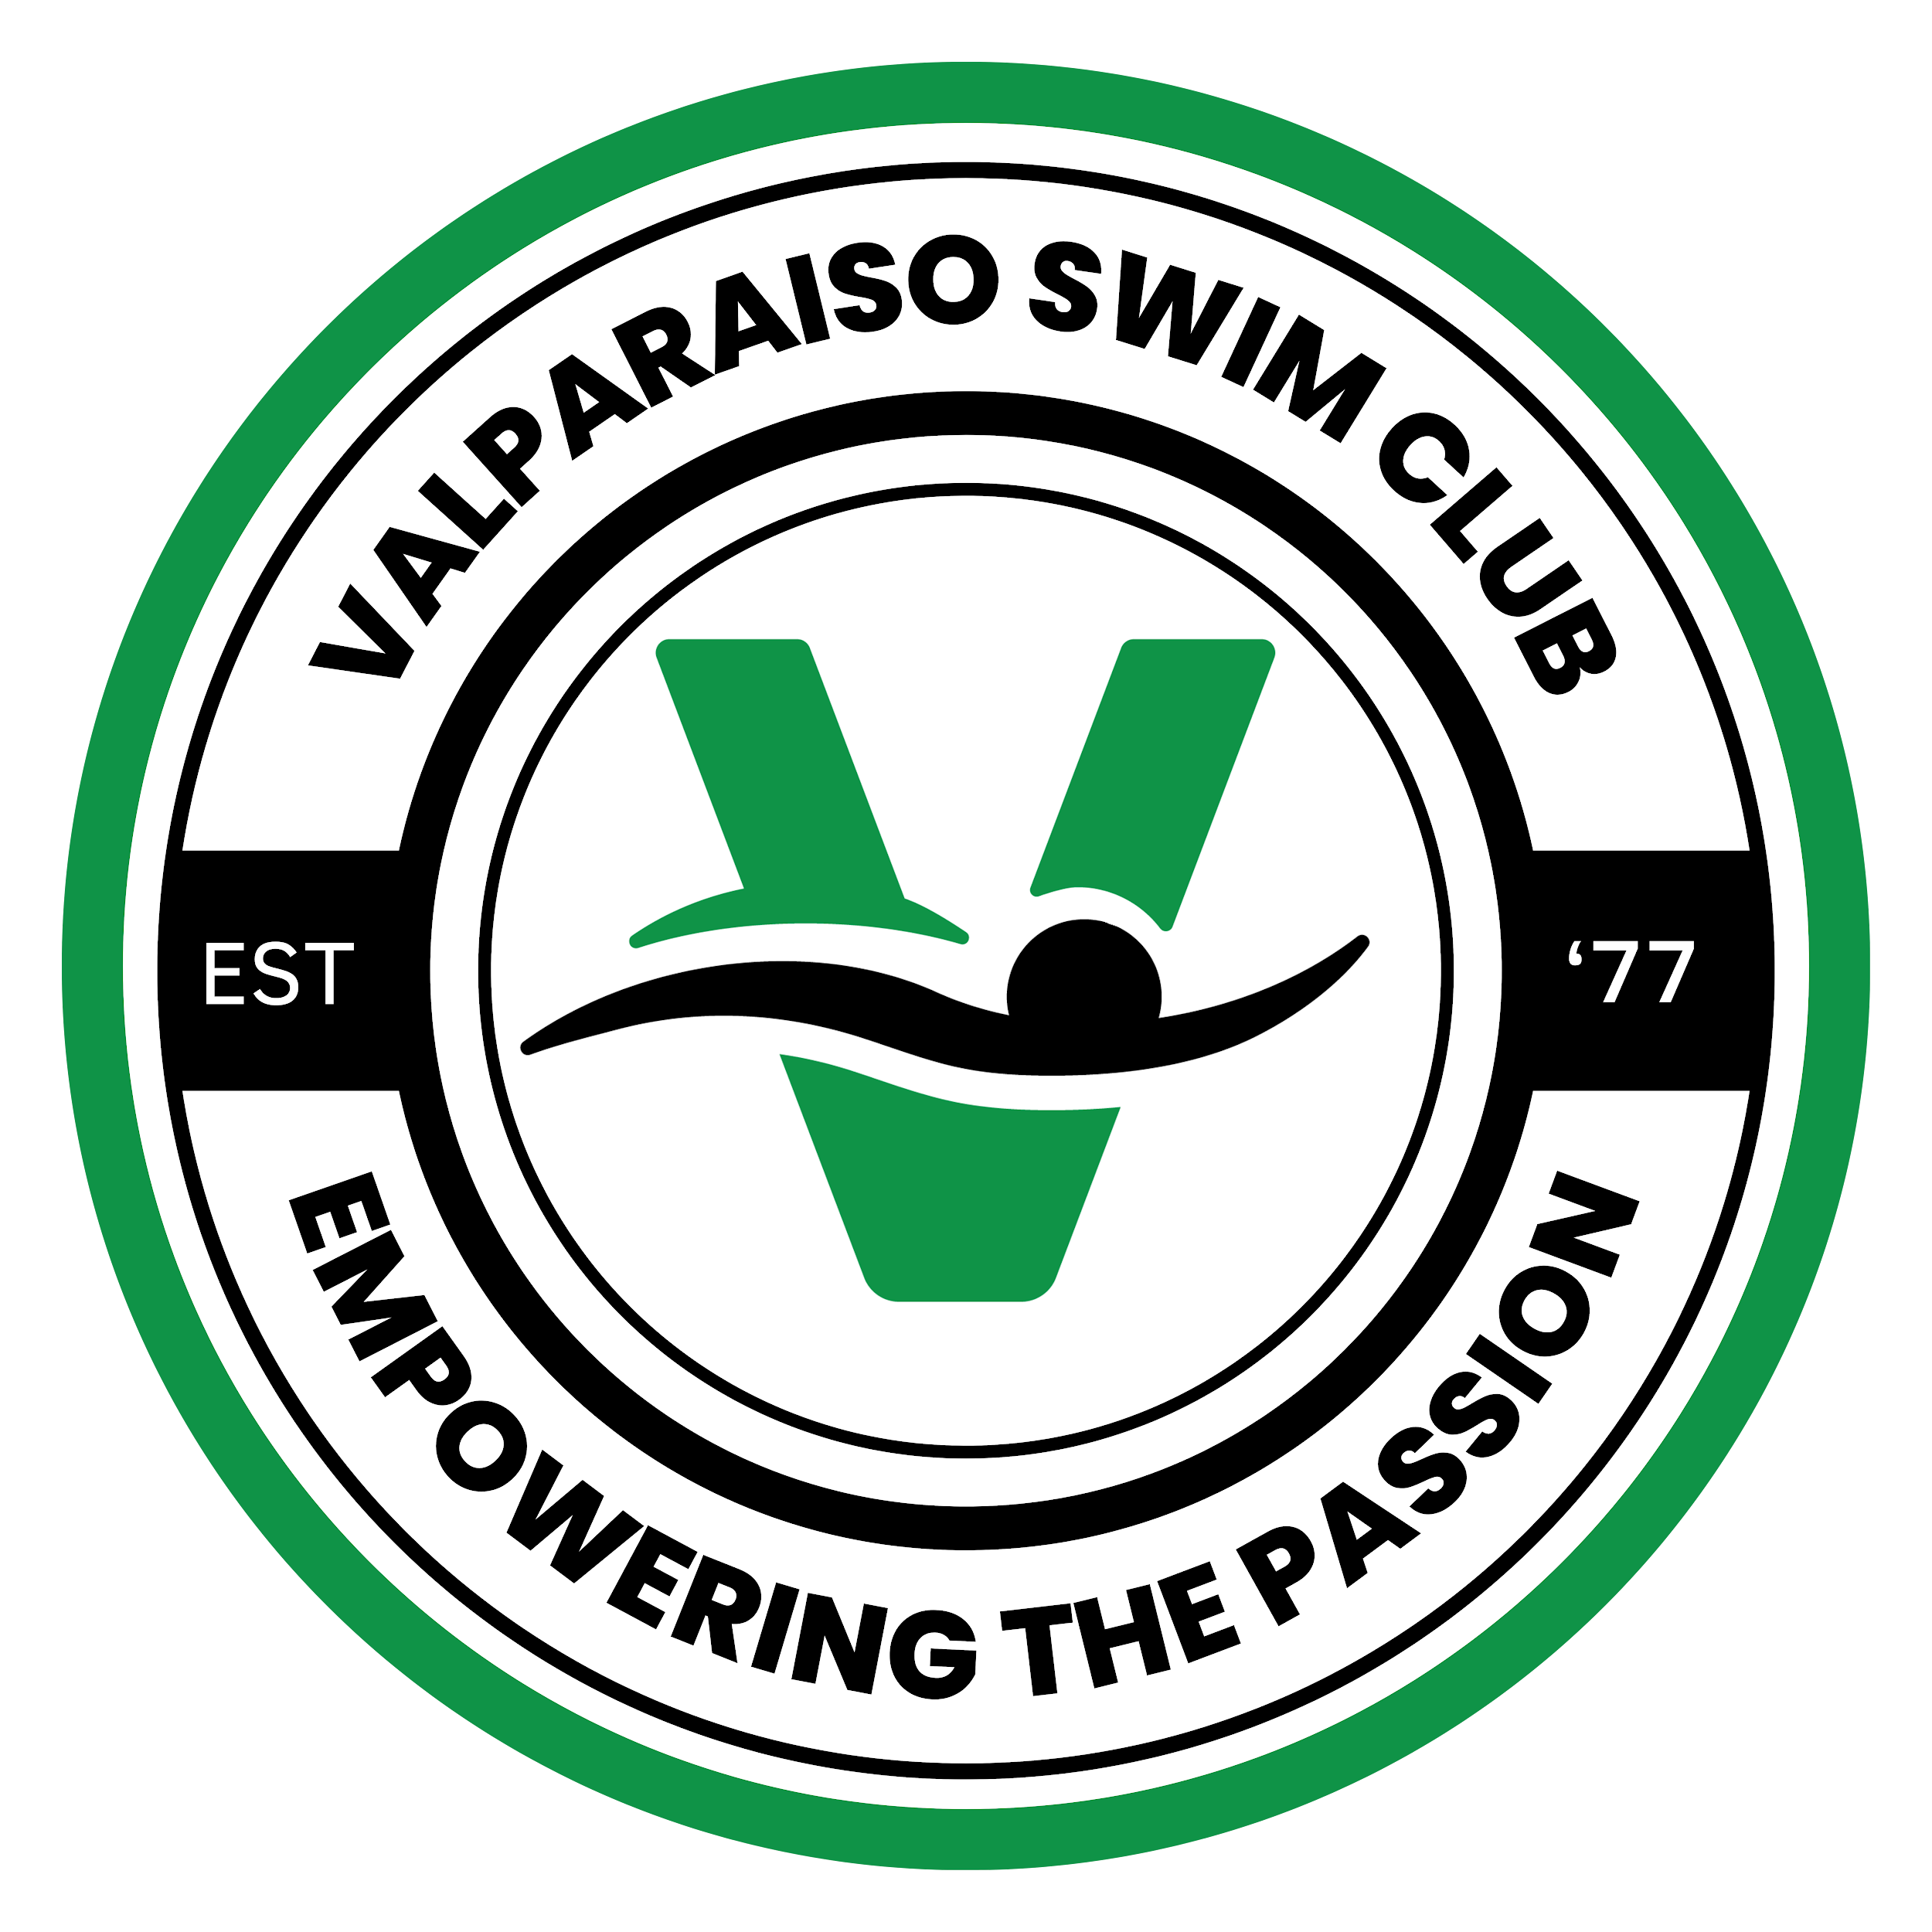 VALPARAISO SWIM CLUB
EST
‘77
V
EMPOWERING THE PASSION